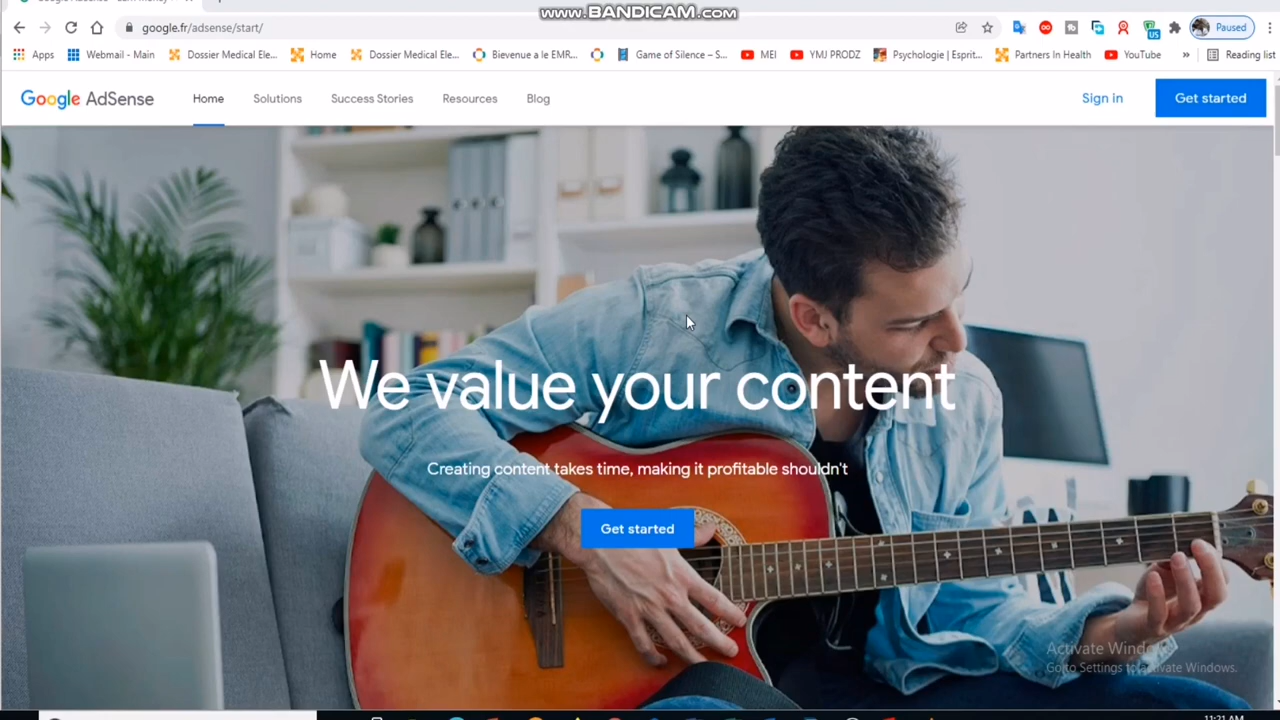 www.BANDICAM.com
google.fr/adsense/start/
Paused
Apps
Webmail - Main
Dossier Medical Ele...
Home
Dossier Medical Ele...
Bievenue a le EMR...
Game of Silence – S...
MEI
YMJ PRODZ
Psychologie | Esprit...
Partners In Health
YouTube
»
Reading list
Google AdSense
Home
Solutions
Success Stories
Resources
Blog
Sign in
Get started
We value your content
Creating content takes time, making it profitable shouldn't
Get started
Activate Windows
Go to Settings to activate Windows.
11:21 AM